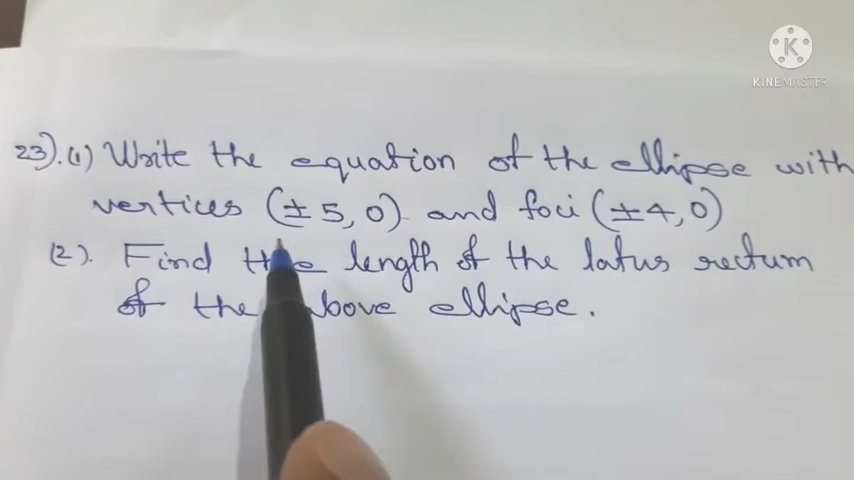 K
KINEMASTER
23).(1) Write the equation of the ellipse with
vertices (±5, 0) and foci (±4, 0)
(2). Find the length of the latus rectum
of the above ellipse.